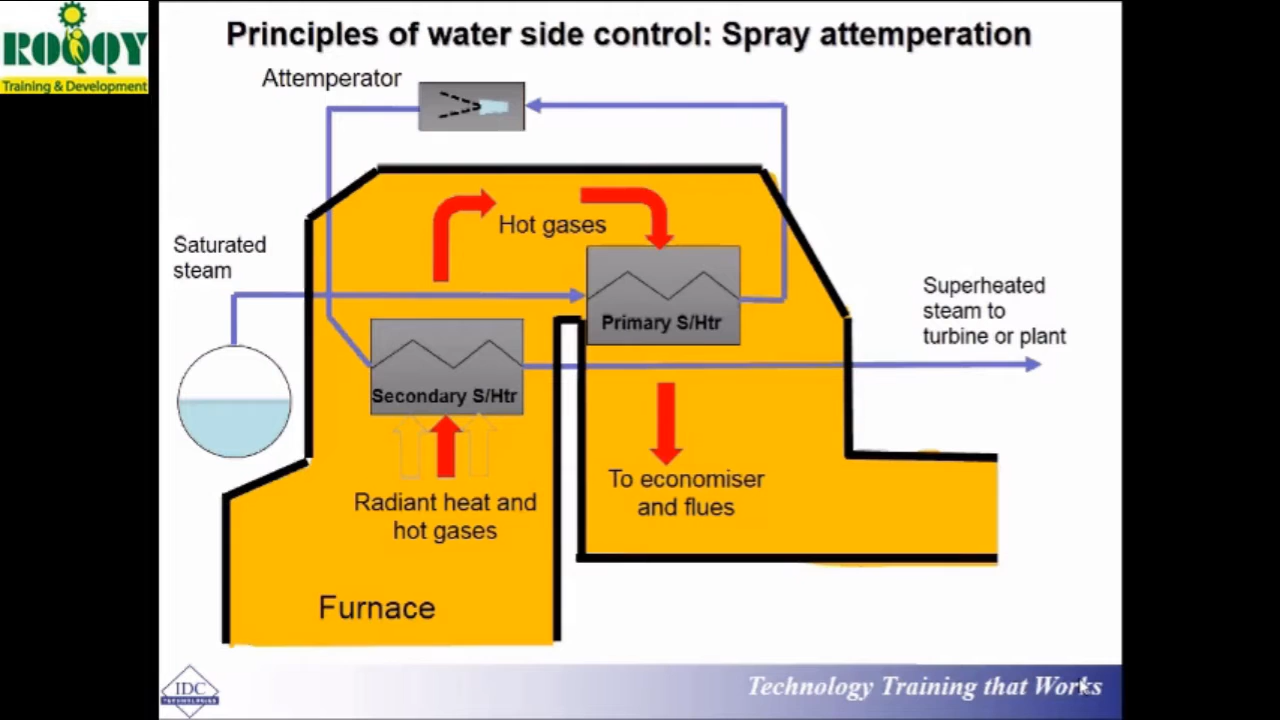 ROQQY
Training & Development
Principles of water side control: Spray attemperation
Attemperator
Hot gases
Saturated
steam
Primary S/Htr
Superheated
steam to
turbine or plant
Secondary S/Htr
To economiser
and flues
Radiant heat and
hot gases
Furnace
IDC
TECHNOLOGIES
Technology Training that Works